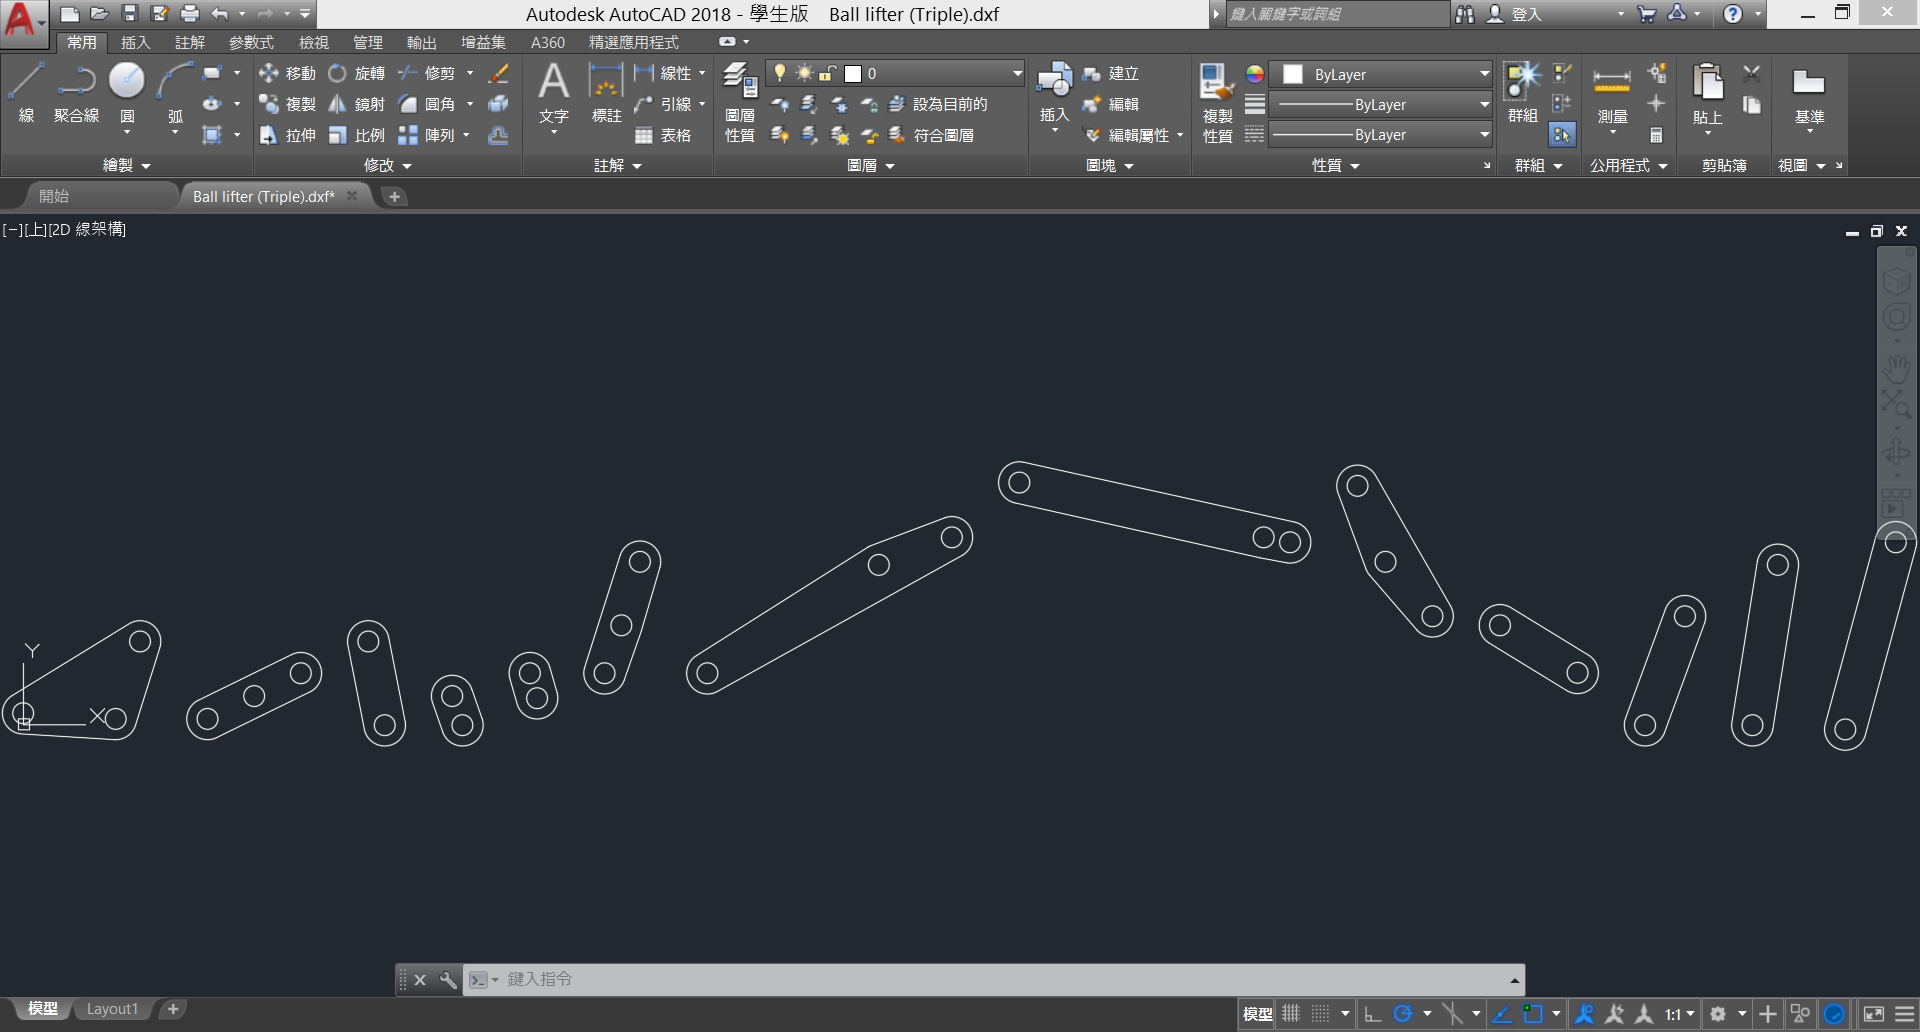 Autodesk AutoCAD 2018 - 學生版 Ball lifter (Triple).dxf
鍵入關鍵字或詞組
登入
常用 插入 註解 參數式 檢視 管理 輸出 增益集 A360 精選應用程式
線 聚合線 圓 弧
移動 旋轉 修剪
複製 鏡射 圓角
拉伸 比例 陣列
文字 標註
線性
引線
表格
圖層
性質
0
設為目前的
符合圖層
插入
建立
編輯
編輯屬性
複製
性質
ByLayer
ByLayer
ByLayer
群組
測量
貼上
基準
繪製 修改 註解 圖層 圖塊 性質 群組 公用程式 剪貼簿 視圖
開始 Ball lifter (Triple).dxf*
[−][上][2D 線架構]
Y
X
鍵入指令
模型 Layout1
模型 1:1